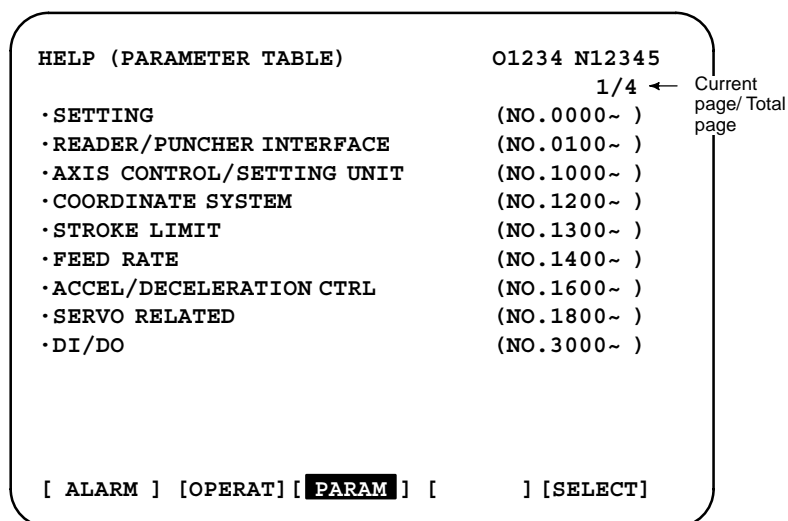 HELP (PARAMETER TABLE) O1234 N12345
1/4 ← Current page/ Total page
·SETTING (NO.0000~ )
·READER/PUNCHER INTERFACE (NO.0100~ )
·AXIS CONTROL/SETTING UNIT (NO.1000~ )
·COORDINATE SYSTEM (NO.1200~ )
·STROKE LIMIT (NO.1300~ )
·FEED RATE (NO.1400~ )
·ACCEL/DECELERATION CTRL (NO.1600~ )
·SERVO RELATED (NO.1800~ )
·DI/DO (NO.3000~ )
[ ALARM ] [OPERAT] [ PARAM ] [ ] [SELECT]